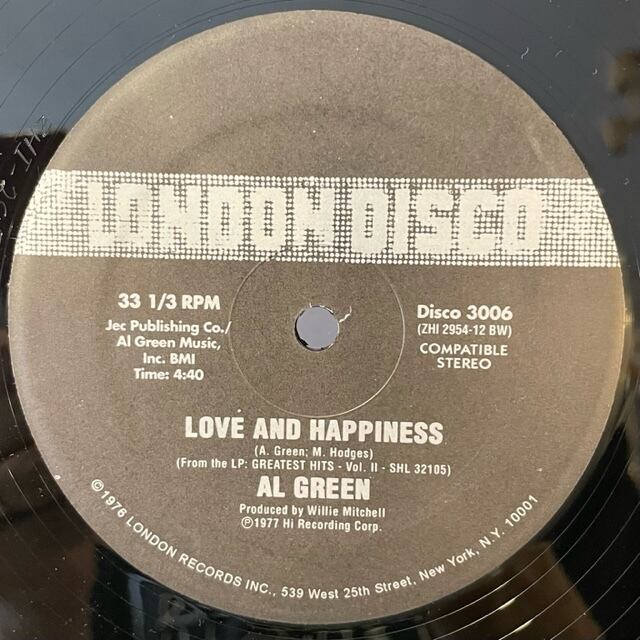 LONDON DISCO
33 1/3 RPM
Jec Publishing Co./
Al Green Music,
Inc. BMI
Time: 4:40
Disco 3006
(ZHI 2954-12 BW)
COMPATIBLE
STEREO
LOVE AND HAPPINESS
(A. Green; M. Hodges)
(From the LP: GREATEST HITS - Vol. II - SHL 32105)
AL GREEN
Produced by Willie Mitchell
Ⓟ1977 Hi Recording Corp.
©1976 LONDON RECORDS INC., 539 West 25th Street, New York, N.Y. 10001